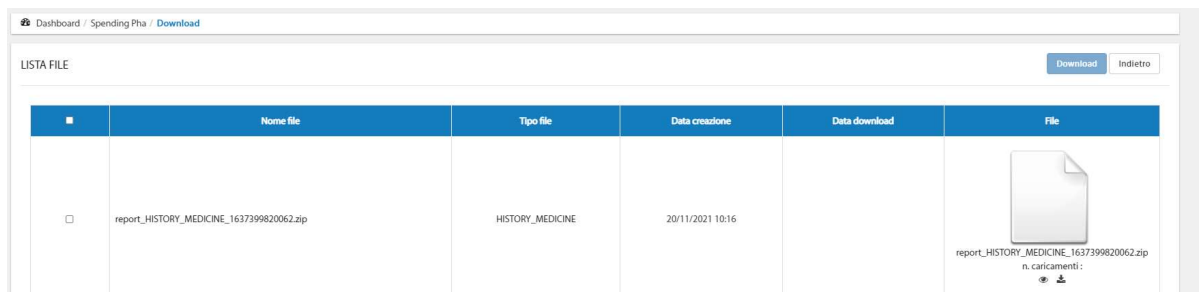 Dashboard / Spending Pha / Download
LISTA FILE
Download
Indietro
Nome file
Tipo file
Data creazione
Data download
File
report_HISTORY_MEDICINE_1637399820062.zip
HISTORY_MEDICINE
20/11/2021 10:16
report_HISTORY_MEDICINE_1637399820062.zip
n. caricamenti :